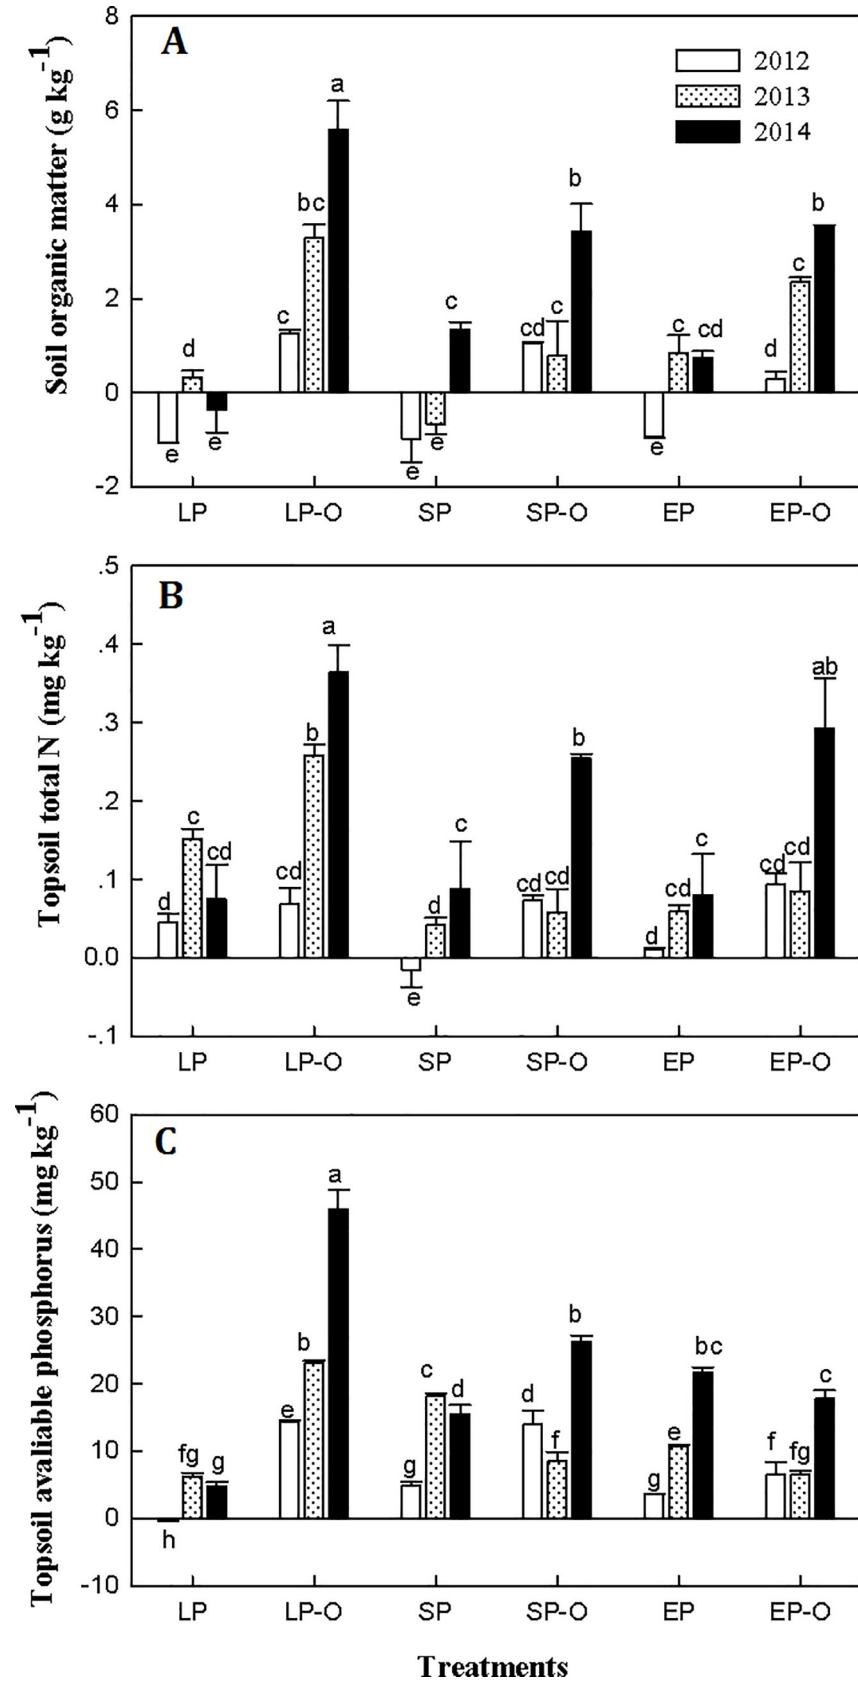 A
2012
2013
2014
Soil organic matter (g kg-1)
8
6
4
2
0
-2
e d e
c bc a
e e c
cd c b
e c cd
d c b
LP LP-O SP SP-O EP EP-O
B
Topsoil total N (mg kg-1)
.5
.4
.3
.2
.1
0.0
-.1
d c cd
cd b a
e d c
cd cd b
d cd c
cd cd ab
LP LP-O SP SP-O EP EP-O
C
Topsoil avaliable phosphorus (mg kg-1)
60
50
40
30
20
10
0
-10
h fg g
e b a
g c d
d f b
g e bc
f fg c
LP LP-O SP SP-O EP EP-O
Treatments